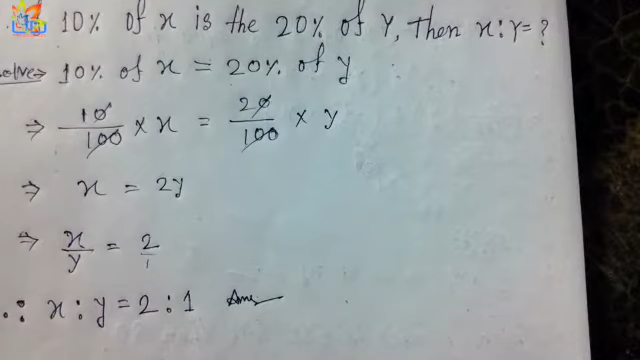 10% of x is the 20% of Y, Then x:Y=?
Solve⇒ 10% of x = 20% of y
⇒ 10/100 × x = 20/100 × y
⇒ x = 2y
⇒ x/y = 2/1
∴ x : y = 2 : 1 Ans